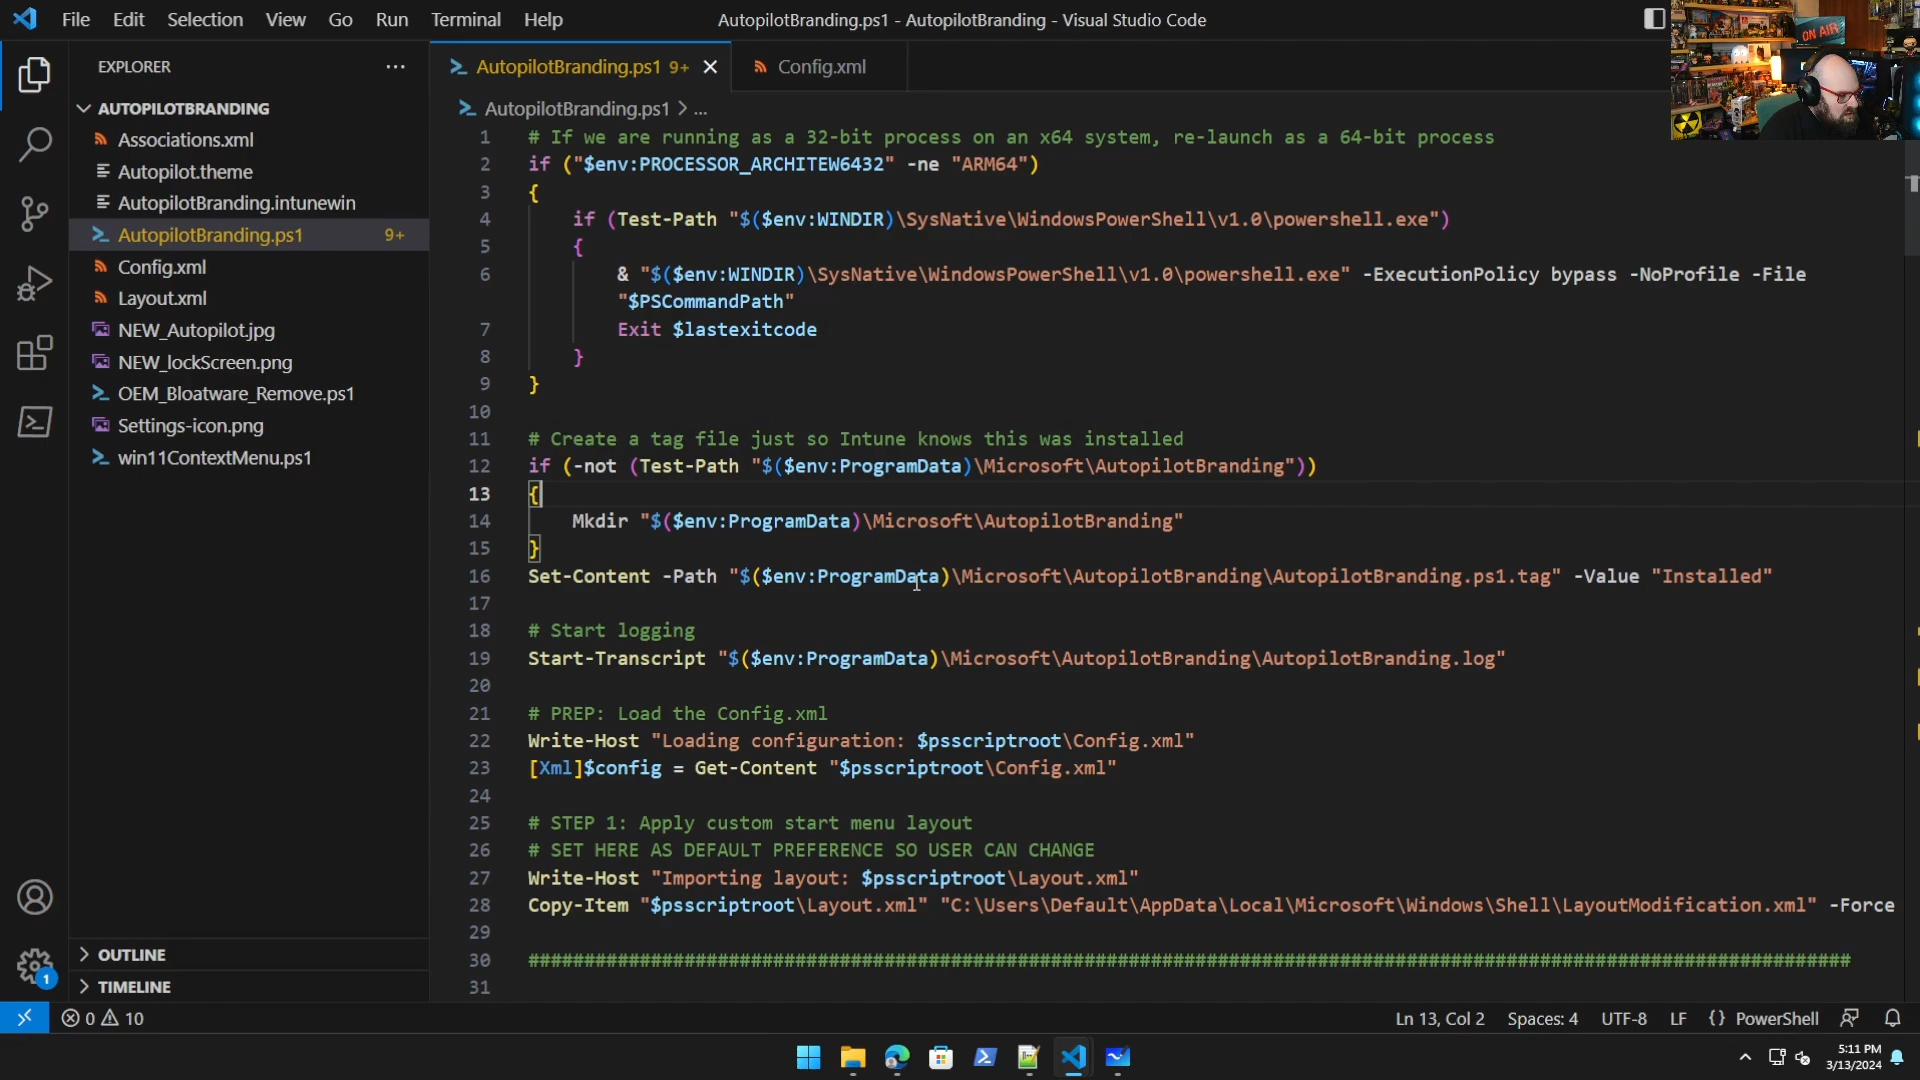 File Edit Selection View Go Run Terminal Help
AutopilotBranding.ps1 - AutopilotBranding - Visual Studio Code
ON AIR
EXPLORER
AUTOPILOTBRANDING
Associations.xml
Autopilot.theme
AutopilotBranding.intunewin
AutopilotBranding.ps1 9+
Config.xml
Layout.xml
NEW_Autopilot.jpg
NEW_lockScreen.png
OEM_Bloatware_Remove.ps1
Settings-icon.png
win11ContextMenu.ps1
OUTLINE
TIMELINE
1
AutopilotBranding.ps1 9+
Config.xml
AutopilotBranding.ps1 > ...
1 # If we are running as a 32-bit process on an x64 system, re-launch as a 64-bit process
2 if ("$env:PROCESSOR_ARCHITEW6432" -ne "ARM64")
3 {
4 if (Test-Path "$($env:WINDIR)\SysNative\WindowsPowerShell\v1.0\powershell.exe")
5 {
6 & "$($env:WINDIR)\SysNative\WindowsPowerShell\v1.0\powershell.exe" -ExecutionPolicy bypass -NoProfile -File
"$PSCommandPath"
7 Exit $lastexitcode
8 }
9 }
10
11 # Create a tag file just so Intune knows this was installed
12 if (-not (Test-Path "$($env:ProgramData)\Microsoft\AutopilotBranding"))
13 {
14 Mkdir "$($env:ProgramData)\Microsoft\AutopilotBranding"
15 }
16 Set-Content -Path "$($env:ProgramData)\Microsoft\AutopilotBranding\AutopilotBranding.ps1.tag" -Value "Installed"
17
18 # Start logging
19 Start-Transcript "$($env:ProgramData)\Microsoft\AutopilotBranding\AutopilotBranding.log"
20
21 # PREP: Load the Config.xml
22 Write-Host "Loading configuration: $psscriptroot\Config.xml"
23 [Xml]$config = Get-Content "$psscriptroot\Config.xml"
24
25 # STEP 1: Apply custom start menu layout
26 # SET HERE AS DEFAULT PREFERENCE SO USER CAN CHANGE
27 Write-Host "Importing layout: $psscriptroot\Layout.xml"
28 Copy-Item "$psscriptroot\Layout.xml" "C:\Users\Default\AppData\Local\Microsoft\Windows\Shell\LayoutModification.xml" -Force
29
30 #######################################################################################################################
31
0 10
Ln 13, Col 2 Spaces: 4 UTF-8 LF {} PowerShell
5:11 PM
3/13/2024